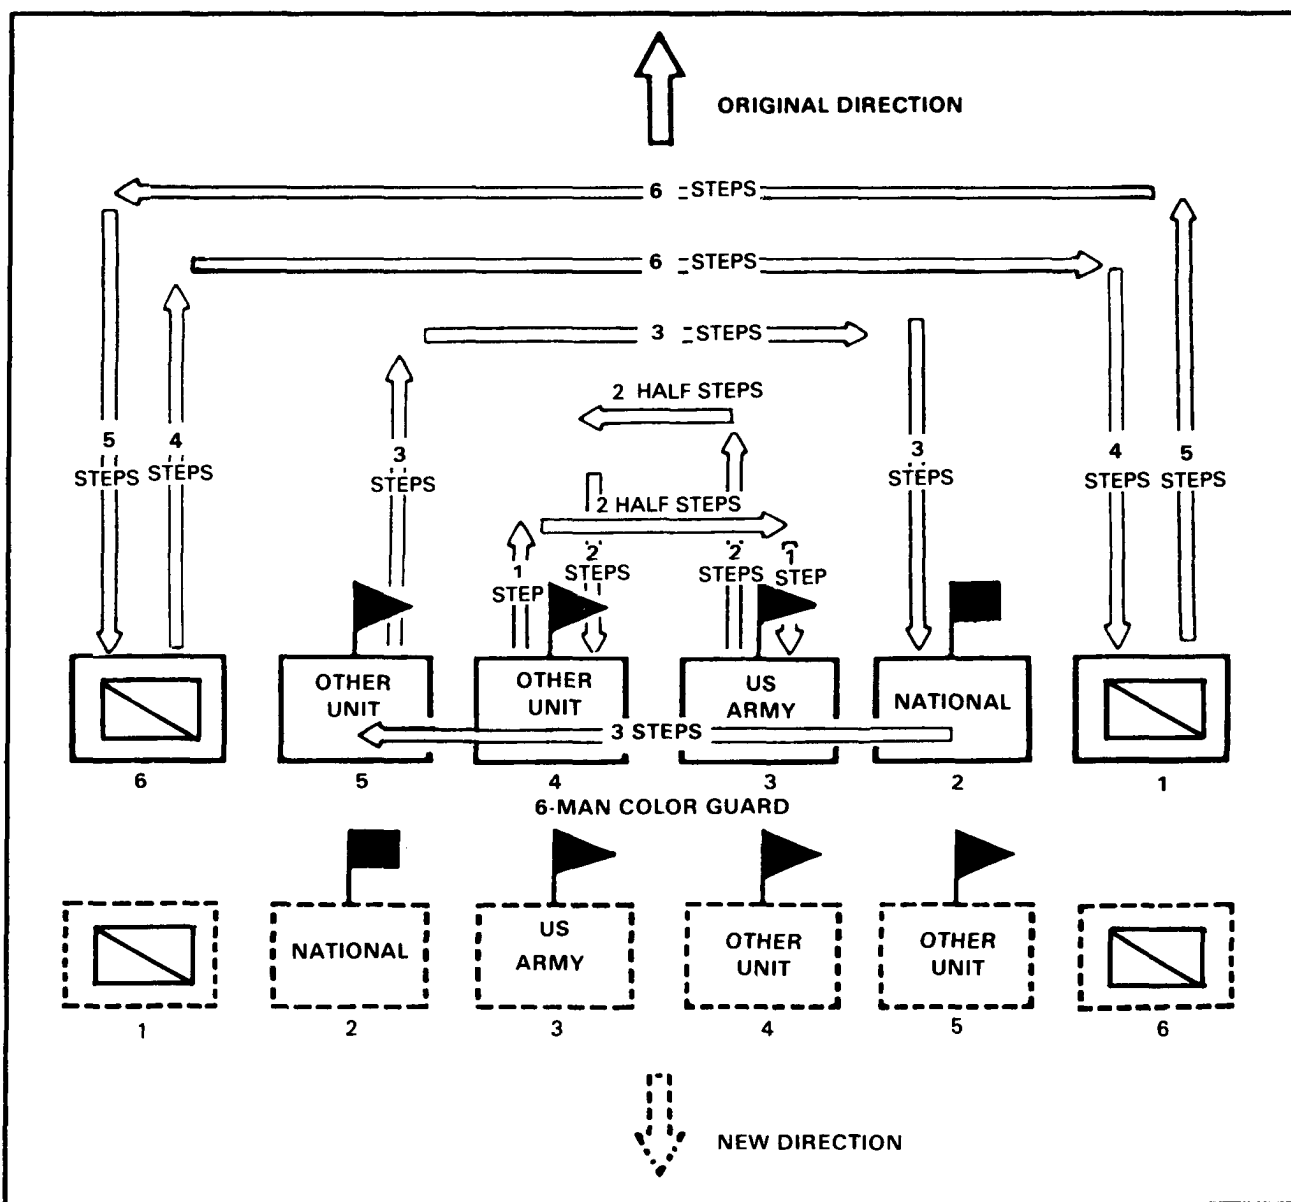 ORIGINAL DIRECTION
6 STEPS
6 STEPS
3 STEPS
2 HALF STEPS
5 STEPS
4 STEPS
3 STEPS
2 HALF STEPS
3 STEPS
4 STEPS
5 STEPS
1 STEP
2 STEPS
2 STEPS
1 STEP
OTHER UNIT
OTHER UNIT
US ARMY
NATIONAL
3 STEPS
6 5 4 3 2 1
6-MAN COLOR GUARD
NATIONAL
US ARMY
OTHER UNIT
OTHER UNIT
1 2 3 4 5 6
NEW DIRECTION